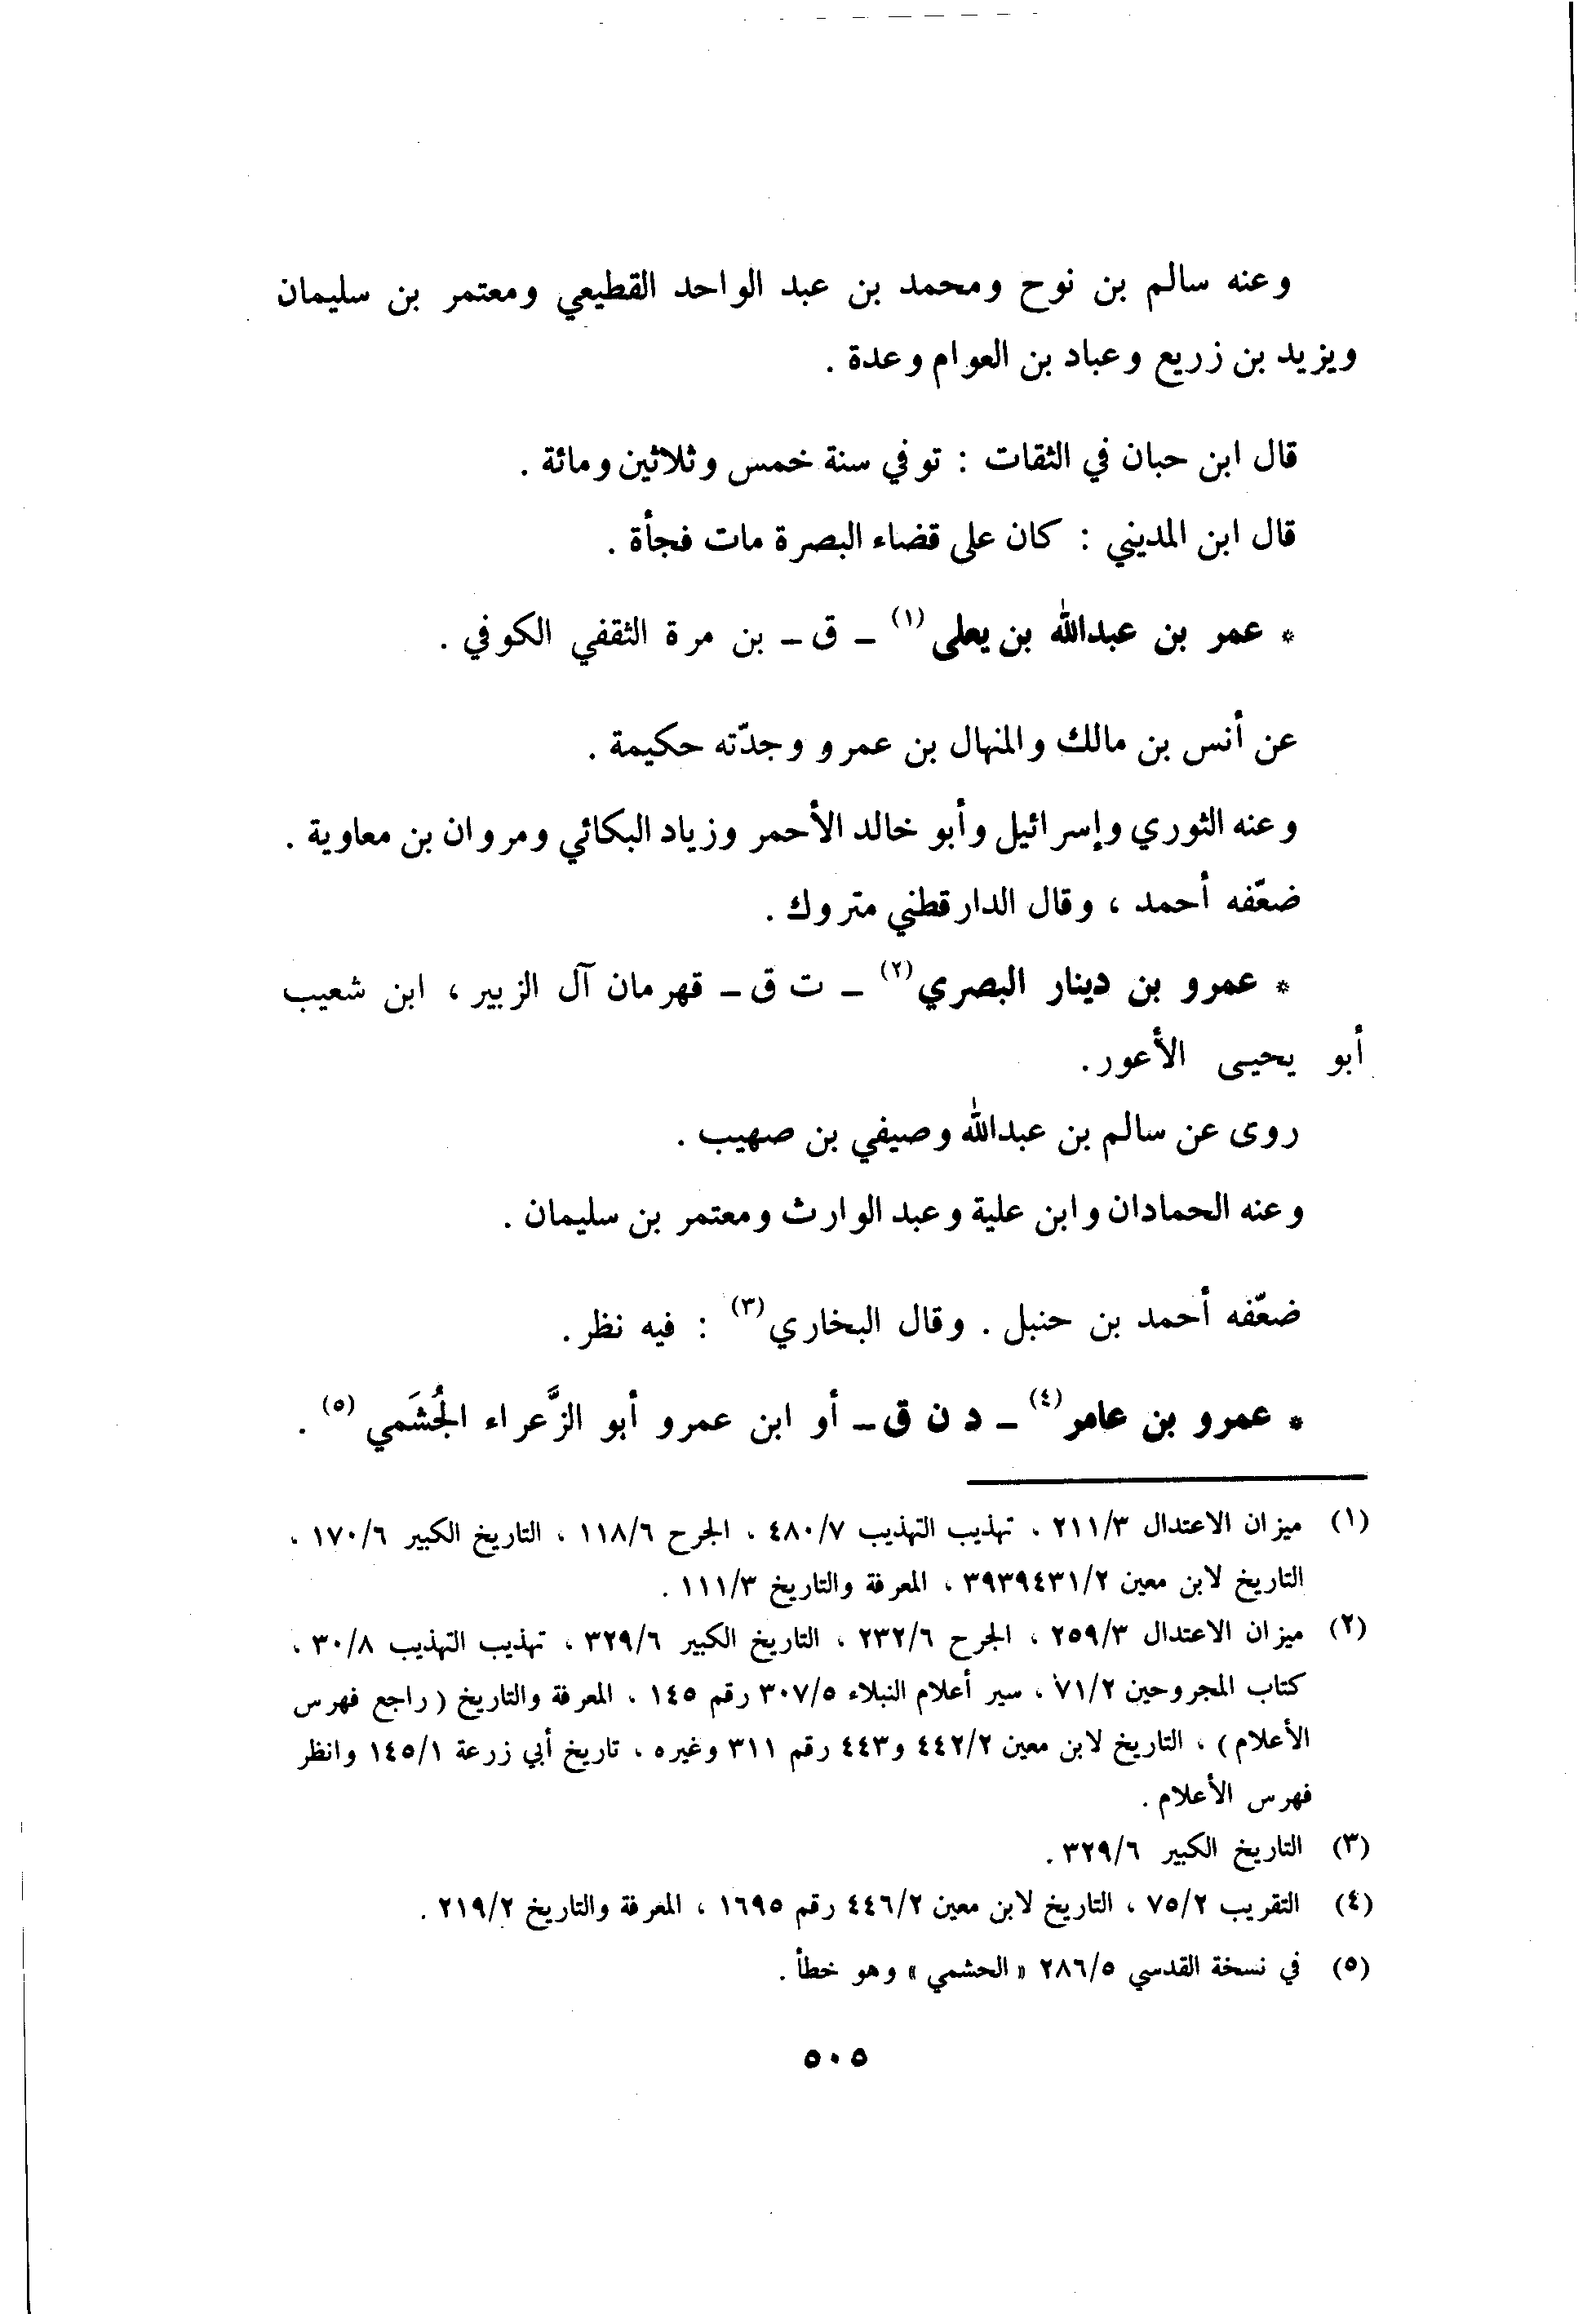 وعنه سالم بن نوح ومحمد بن عبد الواحد القطيعي ومعتمر بن سليمان
ويزيد بن زريع وعباد بن العوام وعدة .
قال ابن حبان في الثقات : توفي سنة خمس وثلاثين ومائة .
قال ابن المديني : كان على قضاء البصرة مات فجأة .
* عمر بن عبدالله بن يعلى (١) ـ ق ـ بن مرة الثقفي الكوفي .
عن أنس بن مالك والمنهال بن عمرو وجدّته حكيمة .
وعنه الثوري وإسرائيل وأبو خالد الأحمر وزياد البكائي ومروان بن معاوية .
ضعّفه أحمد ، وقال الدارقطني متروك .
* عمرو بن دينار البصري (٢) ـ ت ق ـ قهرمان آل الزبير ، ابن شعيب
أبو يحيى الأعور .
روى عن سالم بن عبدالله وصيفي بن صهيب .
وعنه الحمادان وابن علية وعبد الوارث ومعتمر بن سليمان .
ضعّفه أحمد بن حنبل . وقال البخاري (٣) : فيه نظر .
* عمرو بن عامر (٤) ـ د ن ق ـ أو ابن عمرو أبو الزَّعراء الجُشَمي (٥) .
(١) ميزان الاعتدال ٢١١/٣ ، تهذيب التهذيب ٤٨٠/٧ ، الجرح ١١٨/٦ ، التاريخ الكبير ١٧٠/٦ ،
التاريخ لابن معين ٣٩٣٩٤٣١/٢ ، المعرفة والتاريخ ١١١/٣ .
(٢) ميزان الاعتدال ٢٥٩/٣ ، الجرح ٢٣٢/٦ ، التاريخ الكبير ٣٢٩/٦ ، تهذيب التهذيب ٣٠/٨ ،
كتاب المجروحين ٧١/٢ ، سير أعلام النبلاء ٣٠٧/٥ رقم ١٤٥ ، المعرفة والتاريخ ( راجع فهرس
الأعلام ) ، التاريخ لابن معين ٤٤٢/٢ و٤٤٣ رقم ٣١١ وغيره ، تاريخ أبي زرعة ١٤٥/١ وانظر
فهرس الأعلام .
(٣) التاريخ الكبير ٣٢٩/٦ .
(٤) التقريب ٧٥/٢ ، التاريخ لابن معين ٤٤٦/٢ رقم ١٦٩٥ ، المعرفة والتاريخ ٢١٩/٢ .
(٥) في نسخة القدسي ٢٨٦/٥ « الحشمي » وهو خطأ .
٥٠٥